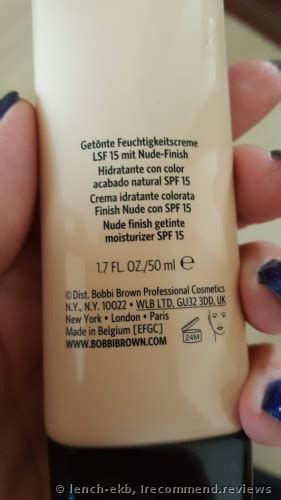 Getönte Feuchtigkeitscreme
LSF 15 mit Nude-Finish
Hidratante con color
acabado natural SPF 15
Crema idratante colorata
Finish Nude con SPF 15
Nude finish getinte
moisturizer SPF 15
1.7 FL. OZ./50 ml ℮
© Dist. Bobbi Brown Professional Cosmetics
N.Y., N.Y. 10022 • WLB LTD, GU32 3DD, UK
New York • London • Paris
Made in Belgium [EFGC]
24M
WWW.BOBBIBROWN.COM
© lench-ekb, Irecommend.reviews